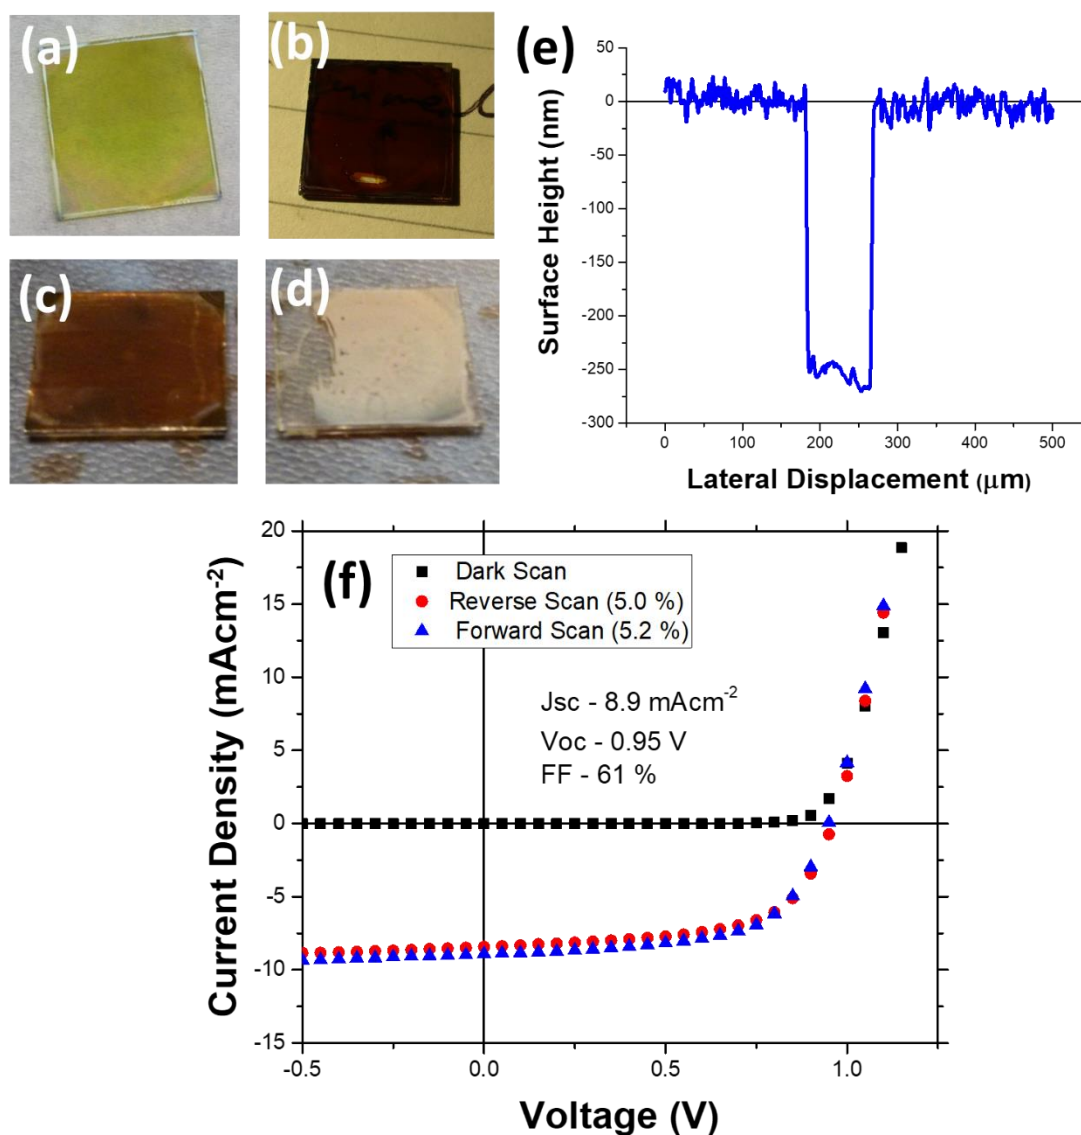 (a)
(b)
(c)
(d)
(e)
50
0
-50
-100
-150
-200
-250
-300
Surface Height (nm)
0 100 200 300 400 500
Lateral Displacement (μm)
(f)
Dark Scan
Reverse Scan (5.0 %)
Forward Scan (5.2 %)
Jsc - 8.9 mAcm⁻²
Voc - 0.95 V
FF - 61 %
20
15
10
5
0
-5
-10
-15
Current Density (mAcm⁻²)
-0.5 0.0 0.5 1.0
Voltage (V)